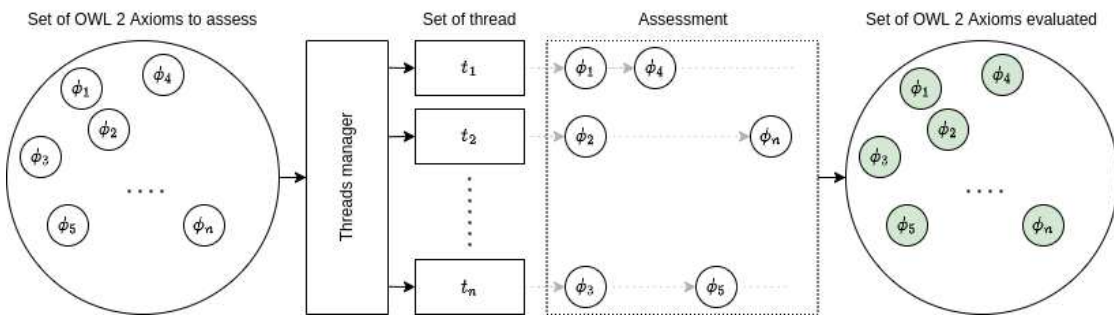 Set of OWL 2 Axioms to assess
Set of thread
Assessment
Set of OWL 2 Axioms evaluated
ϕ1
ϕ4
ϕ2
ϕ3
....
ϕ5
ϕn
Threads manager
t1
t2
tn
ϕ1
ϕ4
ϕ2
ϕn
ϕ3
ϕ5
ϕ1
ϕ4
ϕ2
ϕ3
....
ϕ5
ϕn